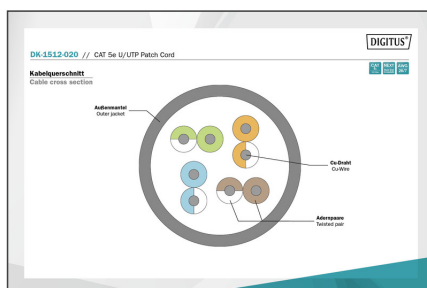 DIGITUS®
DK-1512-020 // CAT 5e U/UTP Patch Cord
Kabelquerschnitt
Cable cross section
Außenmantel
Outer jacket
Cu-Draht
Cu-Wire
Adernpaare
Twisted pair